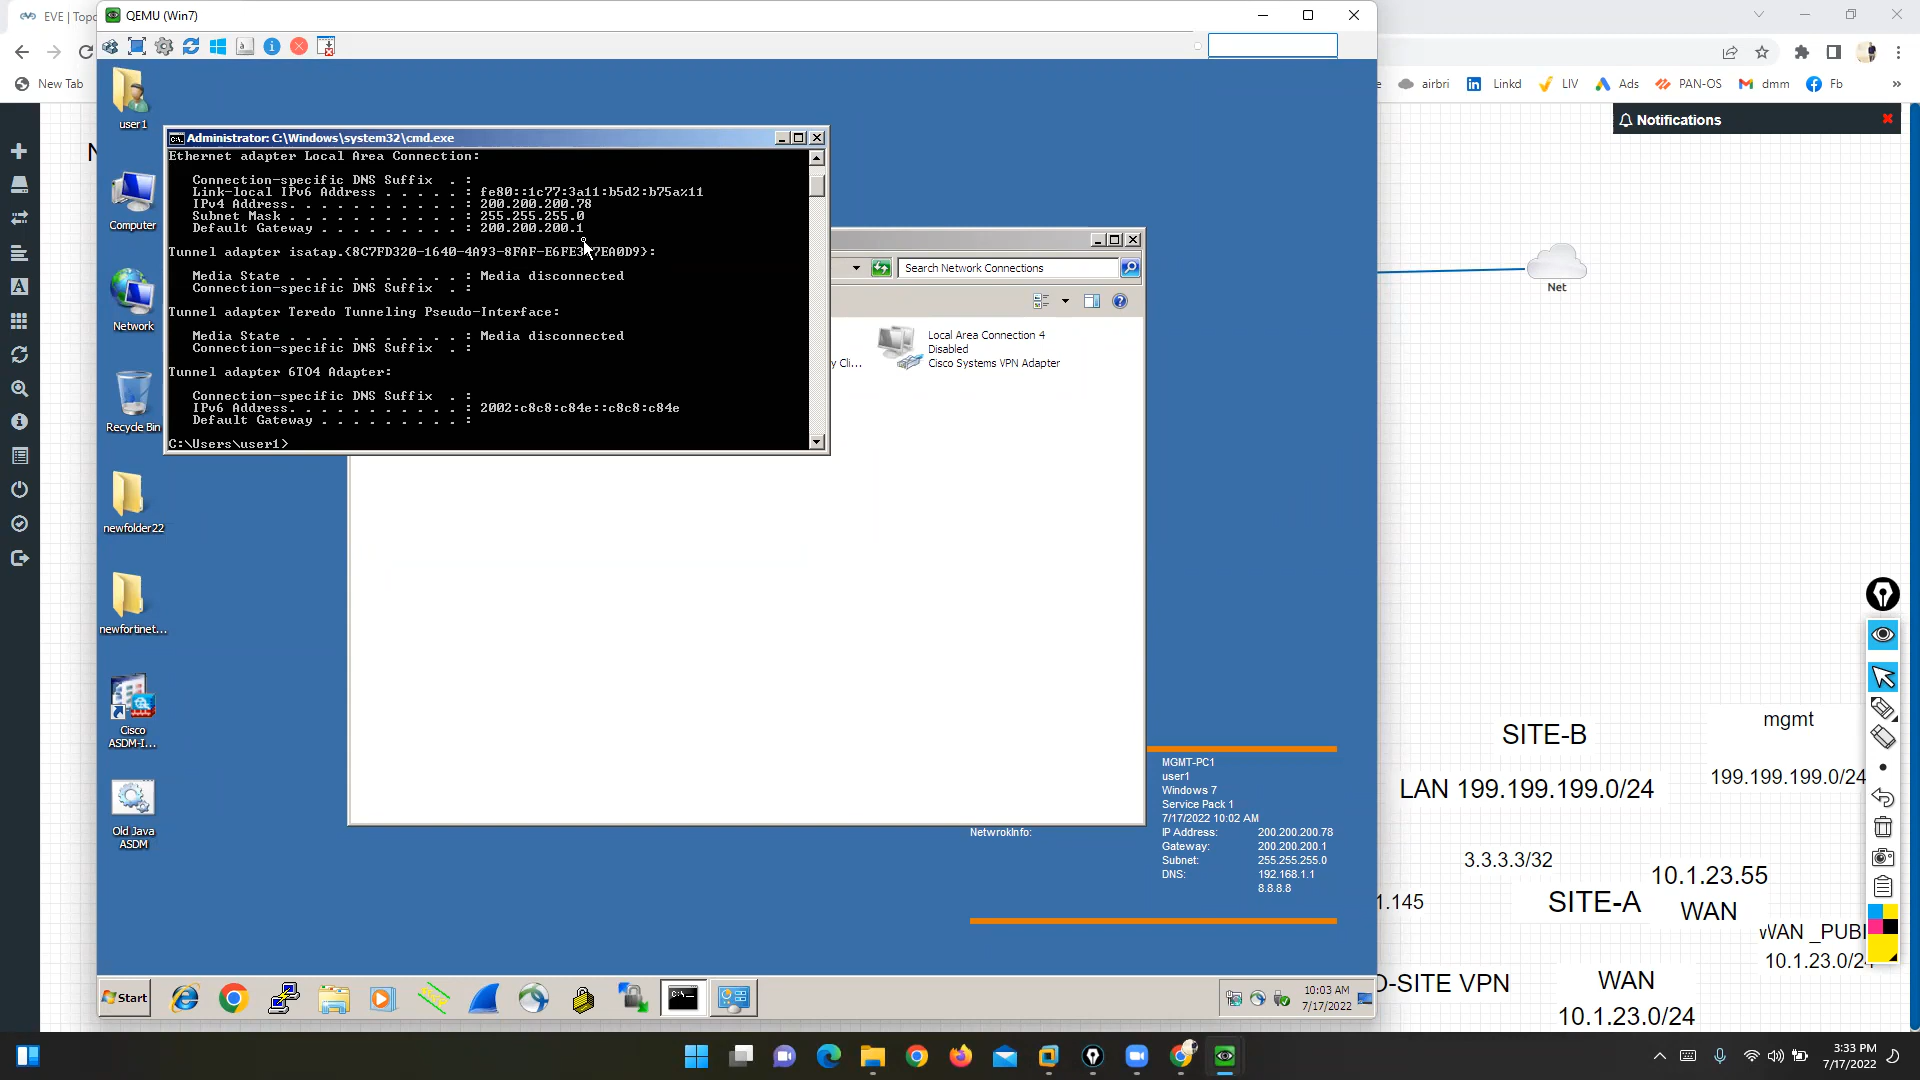 EVE | Topo
QEMU (Win7)
New Tab
airbri
Linkd
LIV
Ads
PAN-OS
dmm
Fb
»
Notifications
user1
Computer
Network
Recycle Bin
newfolder22
newfortinet...
Cisco
ASDM-I...
Old Java
ASDM
Administrator: C:\Windows\system32\cmd.exe
Ethernet adapter Local Area Connection:
Connection-specific DNS Suffix  . :
Link-local IPv6 Address . . . . . : fe80::1c77:3a11:b5d2:b75a%11
IPv4 Address. . . . . . . . . . . : 200.200.200.78
Subnet Mask . . . . . . . . . . . : 255.255.255.0
Default Gateway . . . . . . . . . : 200.200.200.1
Tunnel adapter isatap.
Media State . . . . . . . . . . . : Media disconnected
Connection-specific DNS Suffix  . :
Tunnel adapter Teredo Tunneling Pseudo-Interface:
Media State . . . . . . . . . . . : Media disconnected
Connection-specific DNS Suffix  . :
Tunnel adapter 6TO4 Adapter:
Connection-specific DNS Suffix  . :
IPv6 Address. . . . . . . . . . . : 2002:c8c8:c84e::c8c8:c84e
Default Gateway . . . . . . . . . :
C:\Users\user1>
Search Network Connections
y Cli...
Local Area Connection 4
Disabled
Cisco Systems VPN Adapter
Net
MGMT-PC1
user1
Windows 7
Service Pack 1
7/17/2022 10:02 AM
NetwrokInfo:
IP Address: 200.200.200.78
Gateway: 200.200.200.1
Subnet: 255.255.255.0
DNS: 192.168.1.1
8.8.8.8
SITE-B
mgmt
LAN 199.199.199.0/24
199.199.199.0/24
3.3.3.3/32
10.1.23.55
1.145
SITE-A
WAN
WAN _PUBI
10.1.23.0/24
O-SITE VPN
WAN
10.1.23.0/24
Start
10:03 AM
7/17/2022
3:33 PM
7/17/2022